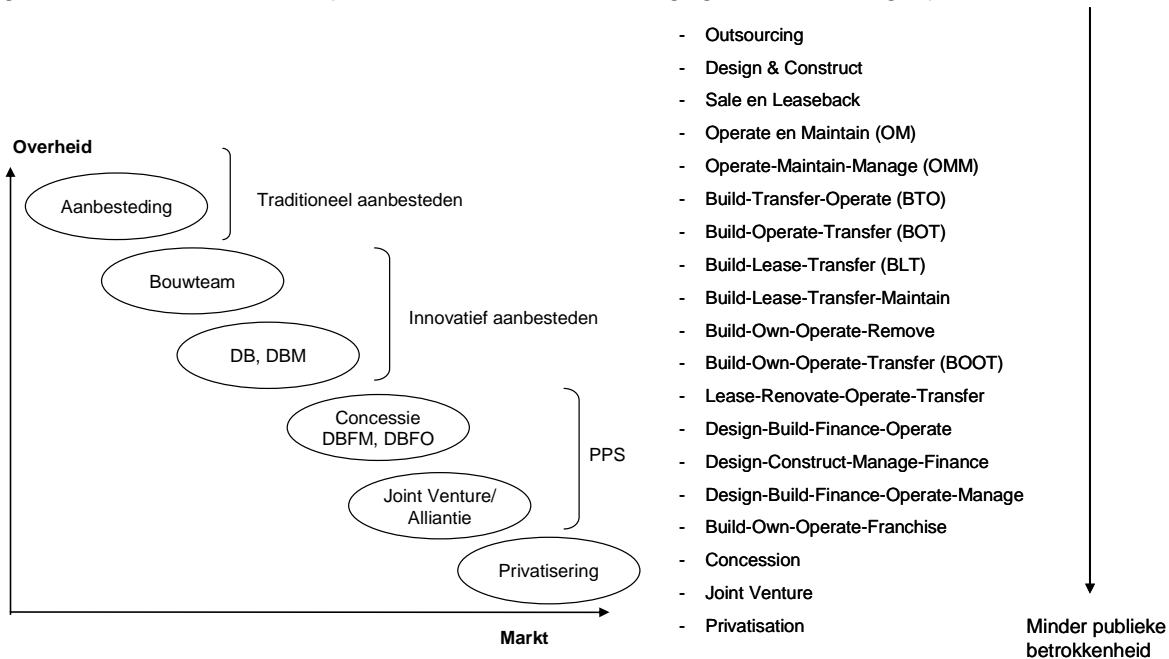 Overheid
Aanbesteding
Traditioneel aanbesteden
Bouwteam
Innovatief aanbesteden
DB, DBM
Concessie
DBFM, DBFO
PPS
Joint Venture/
Alliantie
Privatisering
Markt
- Outsourcing
- Design & Construct
- Sale en Leaseback
- Operate en Maintain (OM)
- Operate-Maintain-Manage (OMM)
- Build-Transfer-Operate (BTO)
- Build-Operate-Transfer (BOT)
- Build-Lease-Transfer (BLT)
- Build-Lease-Transfer-Maintain
- Build-Own-Operate-Remove
- Build-Own-Operate-Transfer (BOOT)
- Lease-Renovate-Operate-Transfer
- Design-Build-Finance-Operate
- Design-Construct-Manage-Finance
- Design-Build-Finance-Operate-Manage
- Build-Own-Operate-Franchise
- Concession
- Joint Venture
- Privatisation
Minder publieke
betrokkenheid